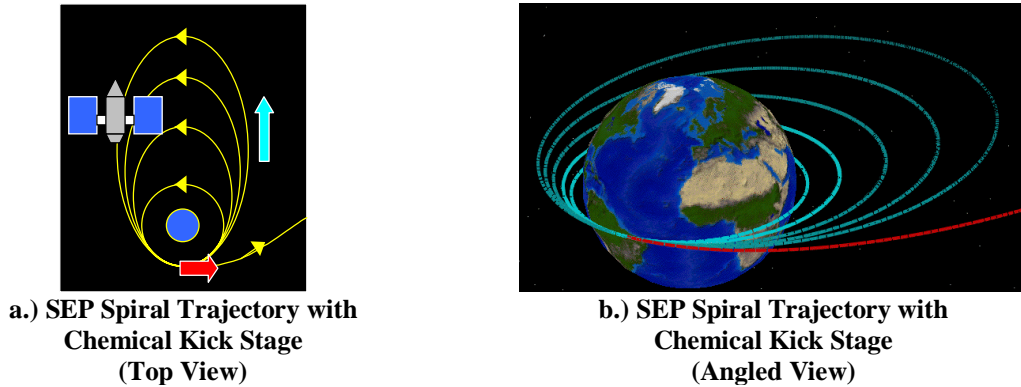 a.) SEP Spiral Trajectory with
Chemical Kick Stage
(Top View)
b.) SEP Spiral Trajectory with
Chemical Kick Stage
(Angled View)